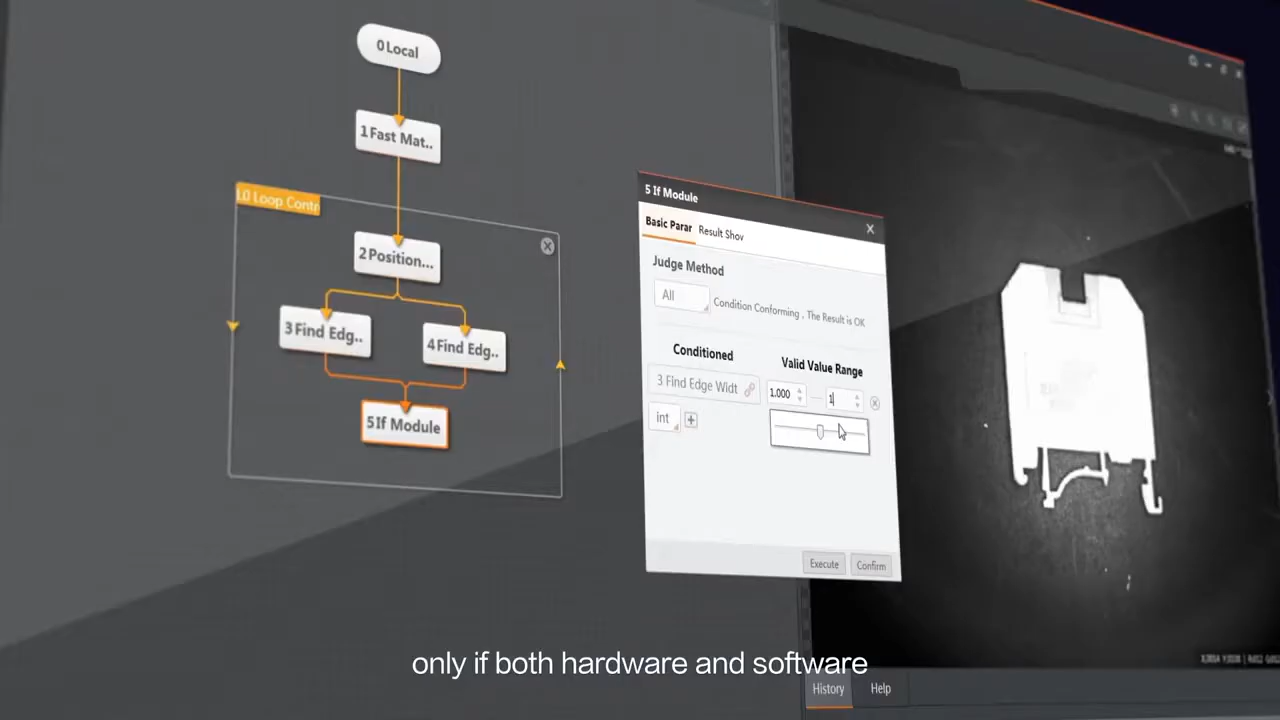 0 Local
1 Fast Mat..
L0 Loop Contr
2 Position...
3 Find Edg..
4 Find Edg..
5 If Module
5 If Module
Basic Parar
Result Shov
Judge Method
All
Condition Conforming , The Result is OK
Conditioned
Valid Value Range
3 Find Edge Widt
1.000
1
int
Execute
Confirm
History
Help
only if both hardware and software